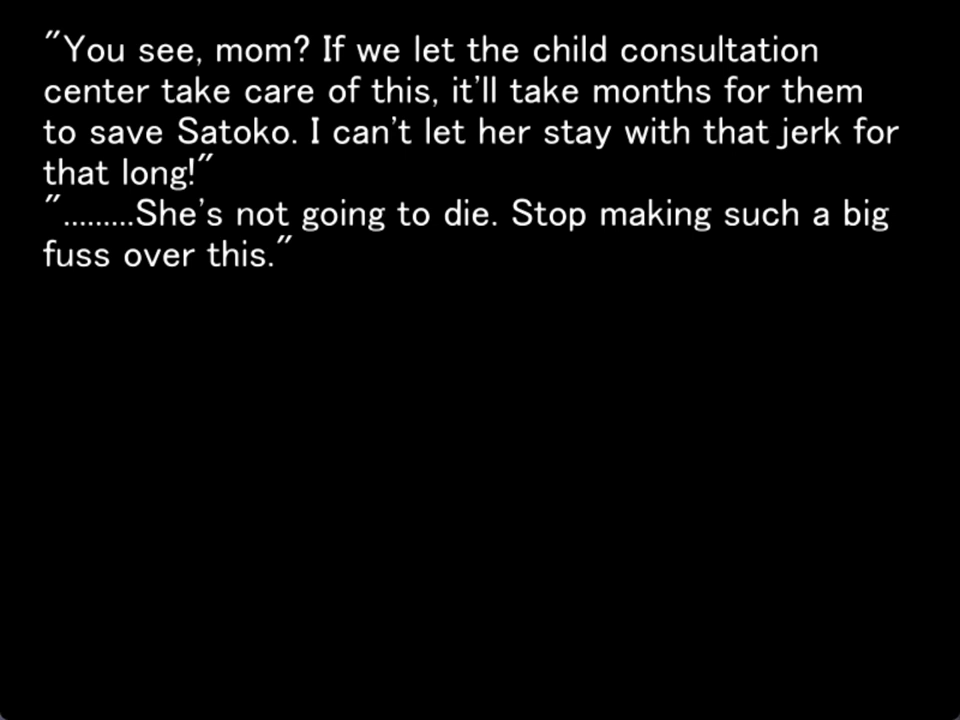 "You see, mom? If we let the child consultation
center take care of this, it'll take months for them
to save Satoko. I can't let her stay with that jerk for
that long!"
".........She's not going to die. Stop making such a big
fuss over this."